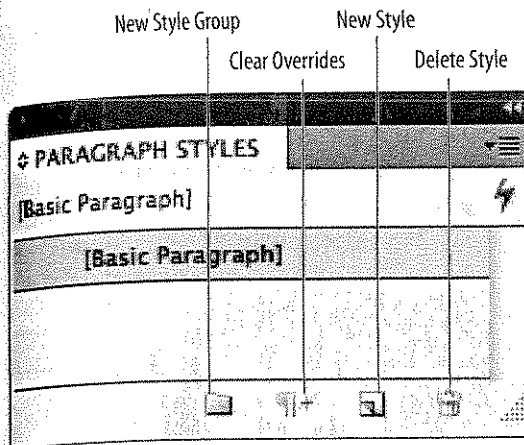 New Style Group
New Style
Clear Overrides
Delete Style
PARAGRAPH STYLES
[Basic Paragraph]
[Basic Paragraph]